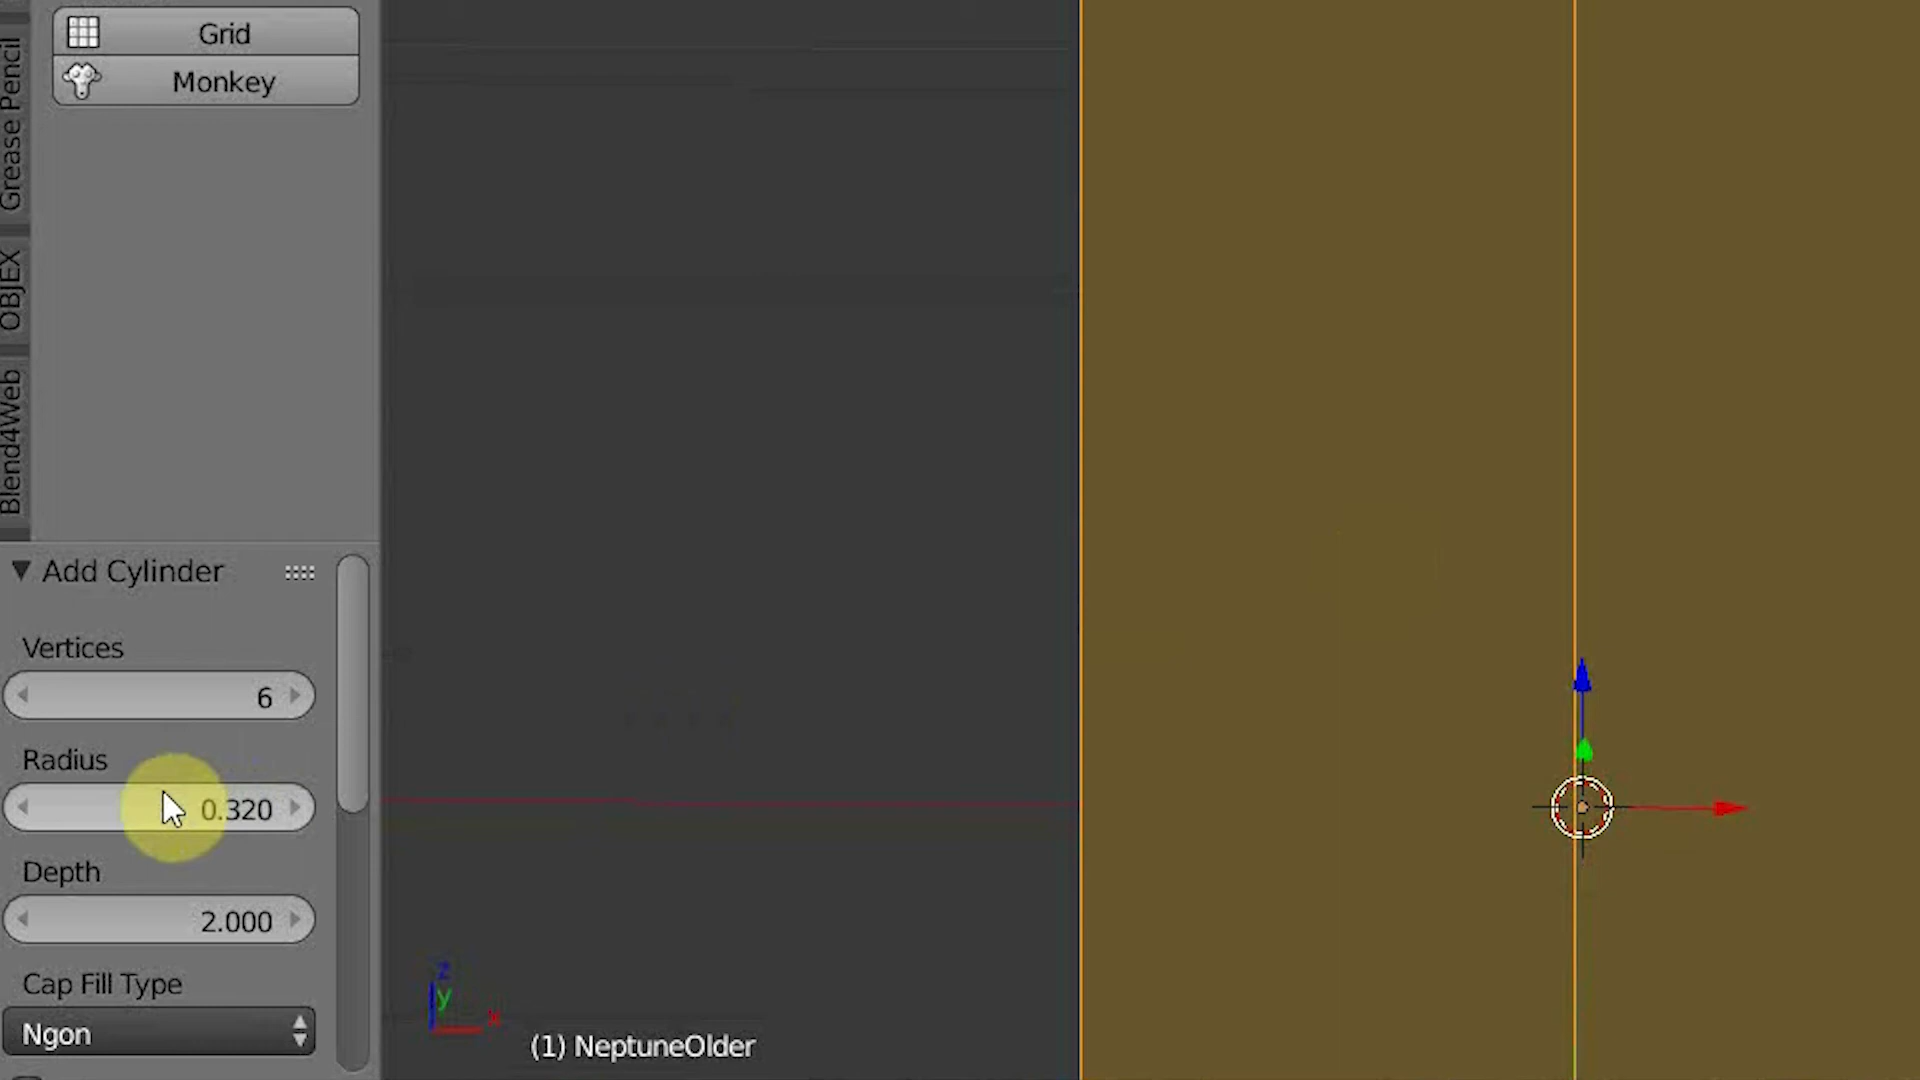 Grid
Monkey
Grease Pencil
OBJEX
Blend4Web
Add Cylinder
Vertices
6
Radius
0.320
Depth
2.000
Cap Fill Type
Ngon
z
y
x
(1) NeptuneOlder